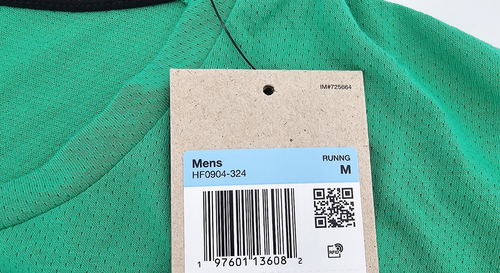 IM#725664
Mens RUNNG
HF0904-324 M
RFID
1 97601 13608 2